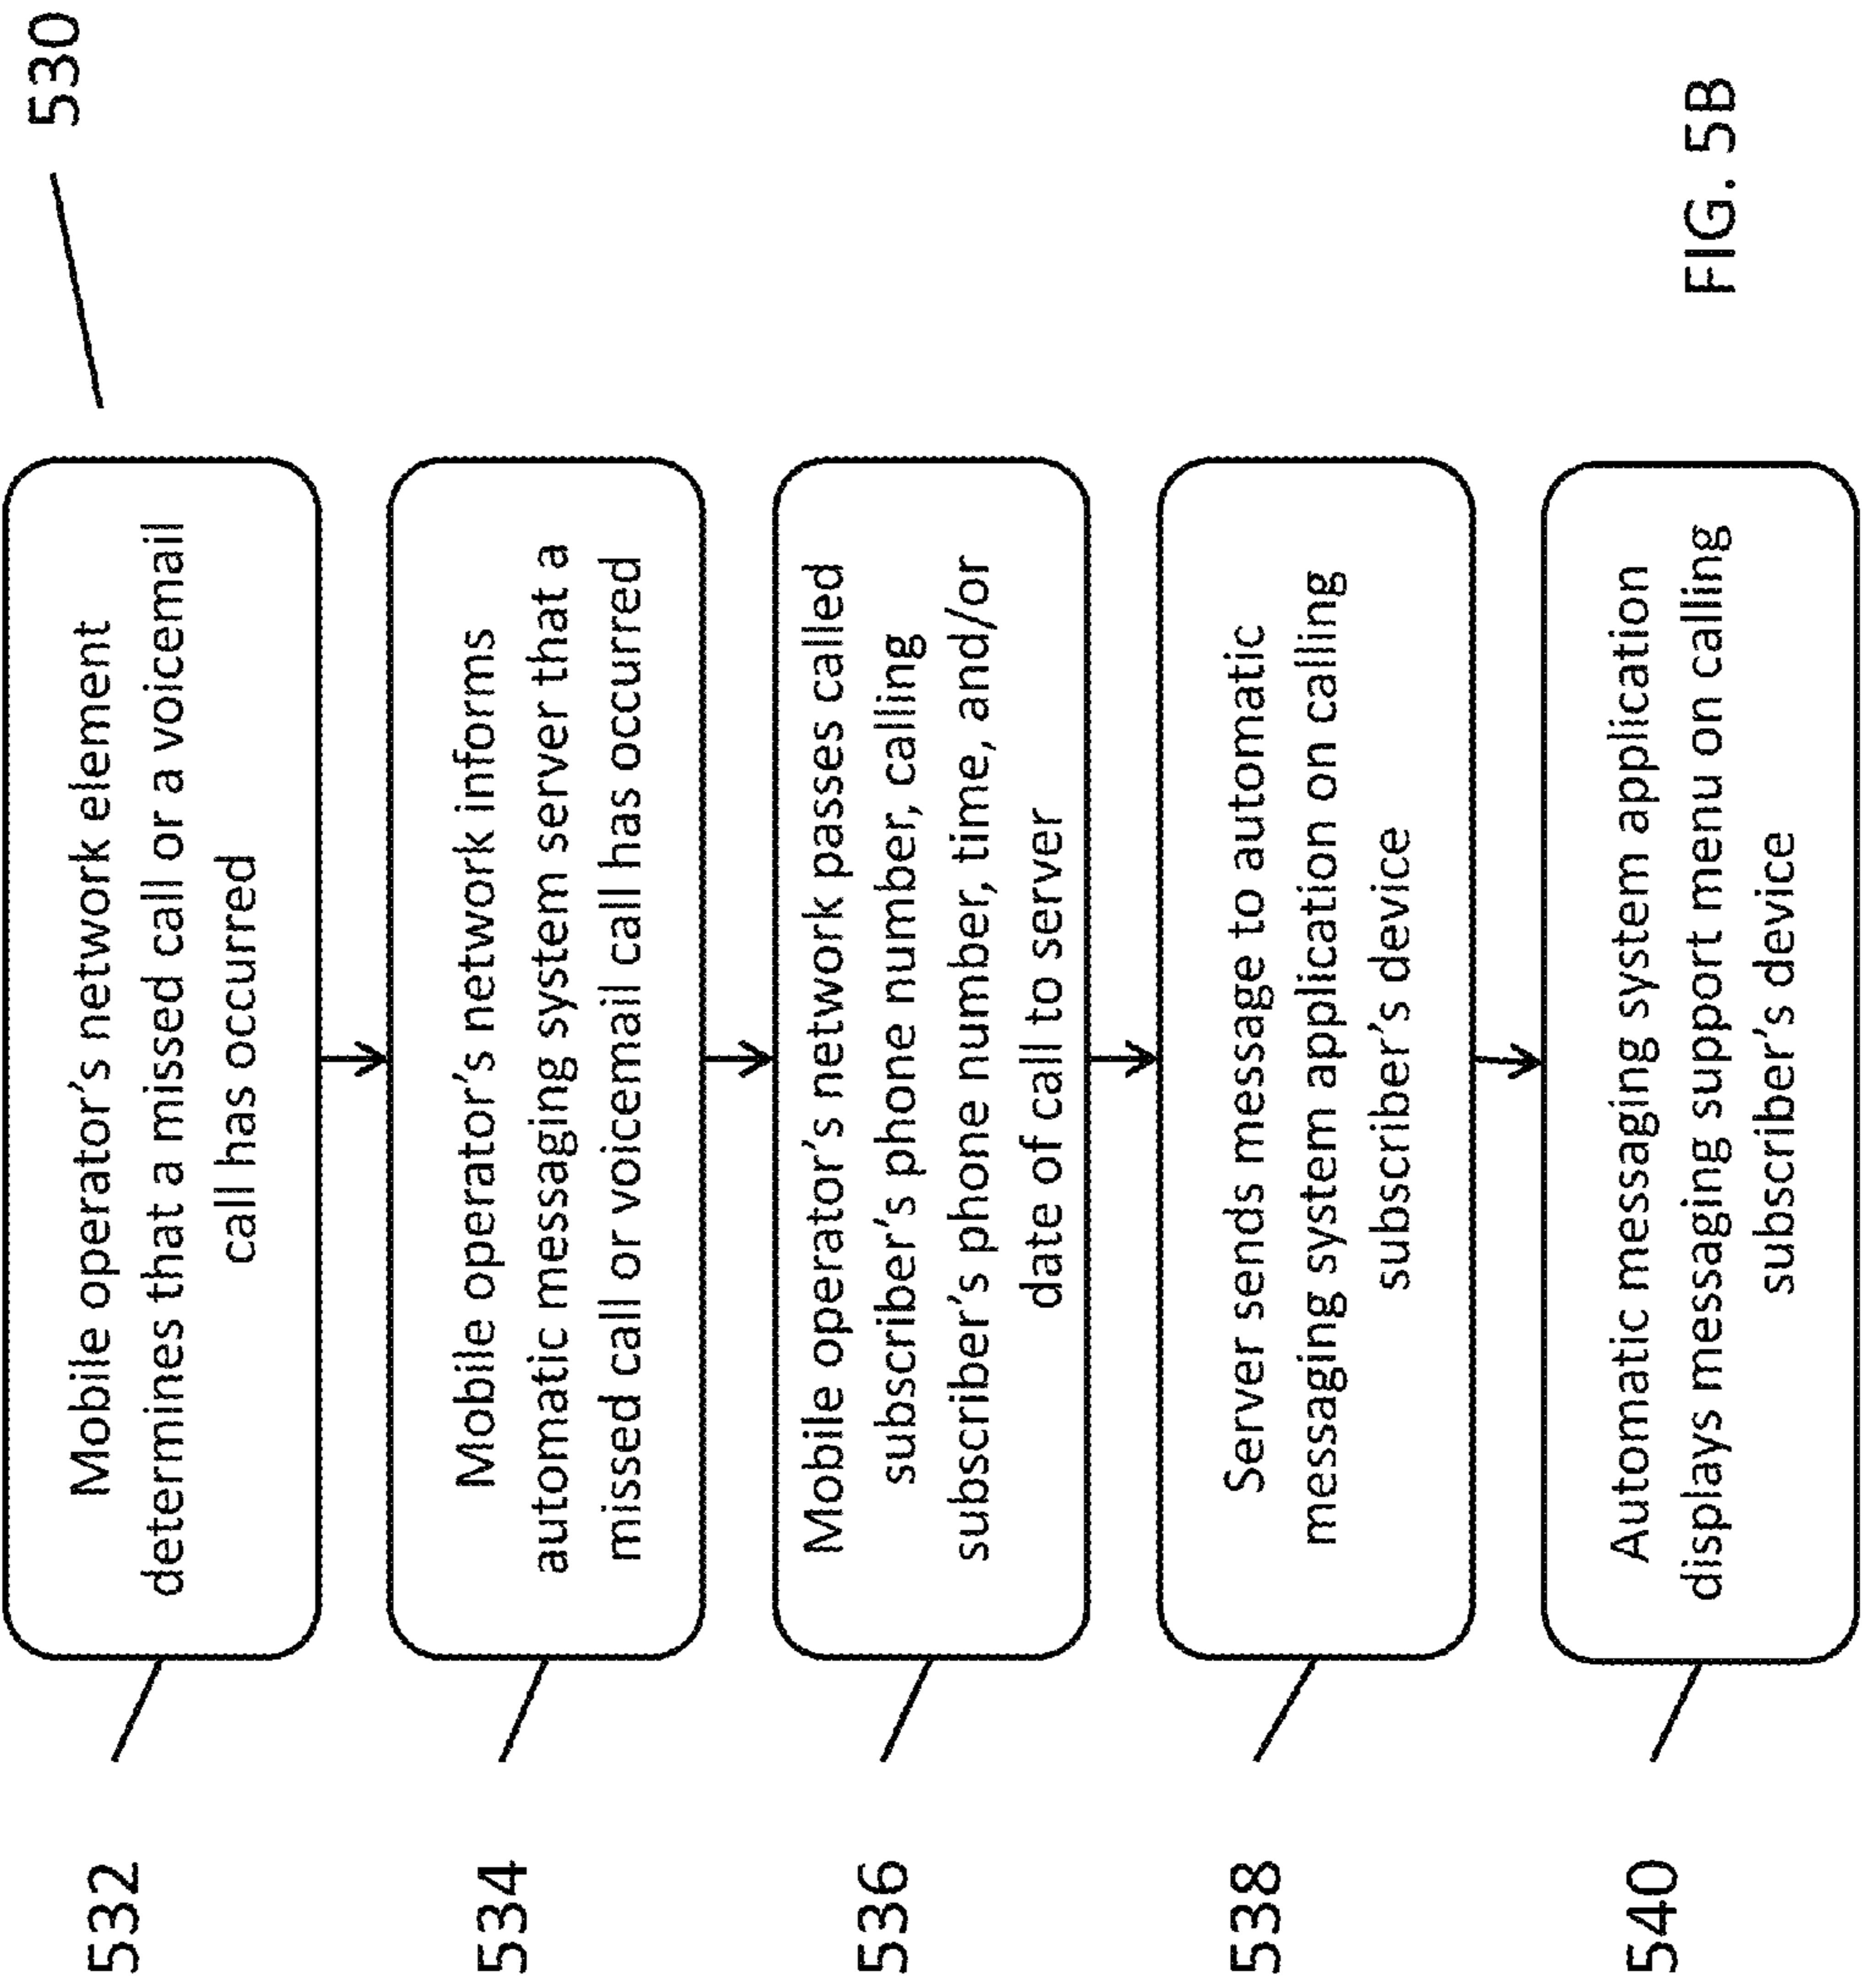 530
532
Mobile operator's network element
determines that a missed call or a voicemail
call has occurred
534
Mobile operator's network informs
automatic messaging system server that a
missed call or voicemail call has occurred
536
Mobile operator's network passes called
subscriber's phone number, calling
subscriber's phone number, time, and/or
date of call to server
538
Server sends message to automatic
messaging system application on calling
subscriber's device
540
Automatic messaging system application
displays messaging support menu on calling
subscriber's device
FIG. 5B